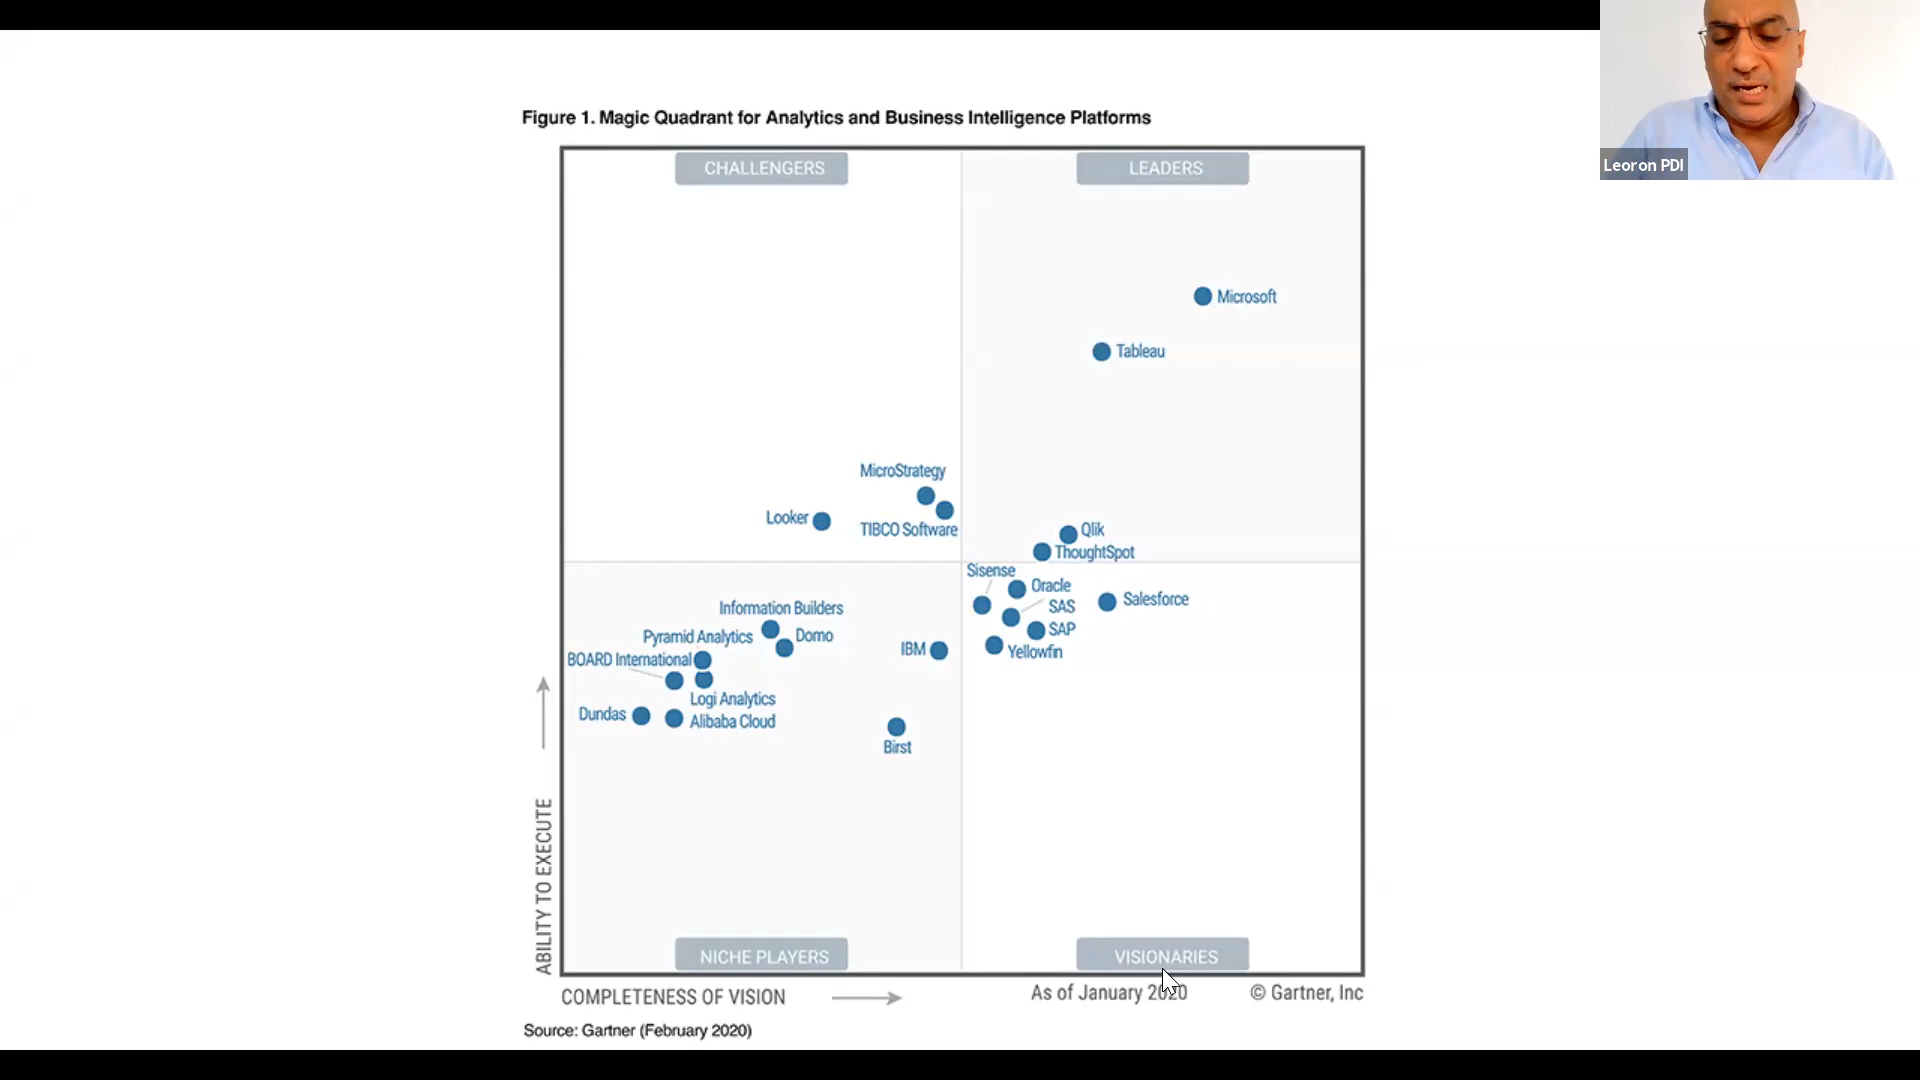 Figure 1. Magic Quadrant for Analytics and Business Intelligence Platforms
Leoron PDI
CHALLENGERS
LEADERS
Microsoft
Tableau
MicroStrategy
Looker
TIBCO Software
Qlik
ThoughtSpot
Sisense
Oracle
Salesforce
SAS
SAP
Yellowfin
Information Builders
Pyramid Analytics
Domo
BOARD International
IBM
Logi Analytics
Dundas
Alibaba Cloud
Birst
ABILITY TO EXECUTE
NICHE PLAYERS
VISIONARIES
COMPLETENESS OF VISION
As of January 2020
© Gartner, Inc
Source: Gartner (February 2020)